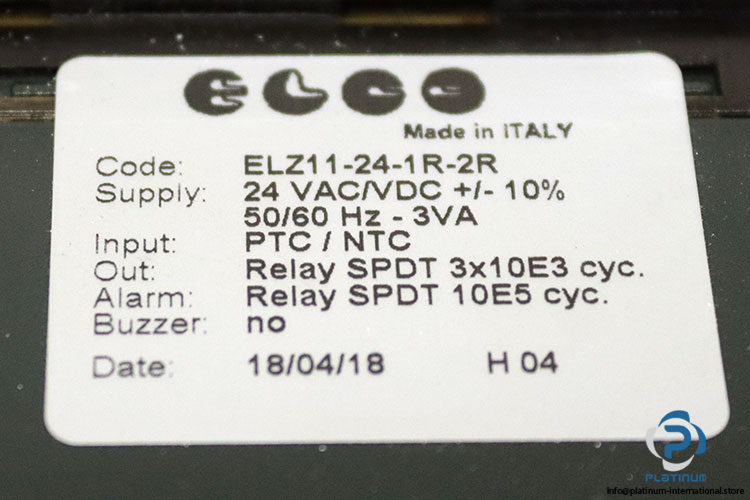 ELCO
Made in ITALY
Code: ELZ11-24-1R-2R
Supply: 24 VAC/VDC +/- 10%
50/60 Hz - 3VA
Input: PTC / NTC
Out: Relay SPDT 3x10E3 cyc.
Alarm: Relay SPDT 10E5 cyc.
Buzzer: no
Date: 18/04/18 H 04
PLATINUM
Info@platinum-international.store